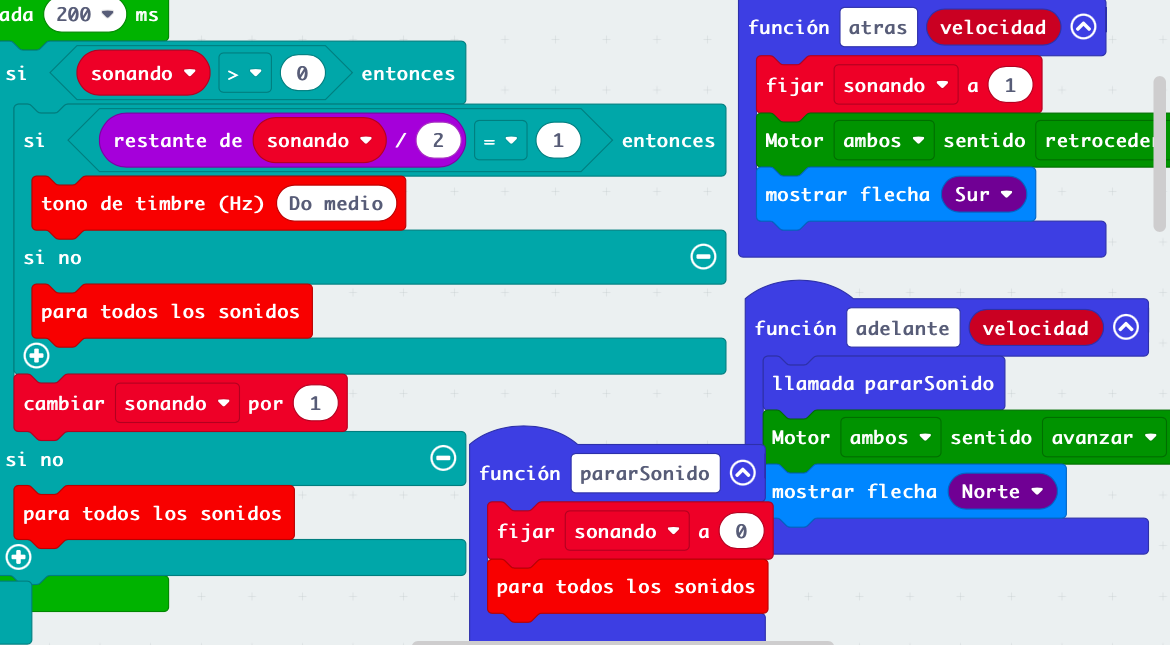 ada 200 ms
si sonando > 0 entonces
si restante de sonando / 2 = 1 entonces
tono de timbre (Hz) Do medio
si no
para todos los sonidos
cambiar sonando por 1
si no
para todos los sonidos
función atras velocidad
fijar sonando a 1
Motor ambos sentido retroceder
mostrar flecha Sur
función adelante velocidad
llamada pararSonido
Motor ambos sentido avanzar
mostrar flecha Norte
función pararSonido
fijar sonando a 0
para todos los sonidos